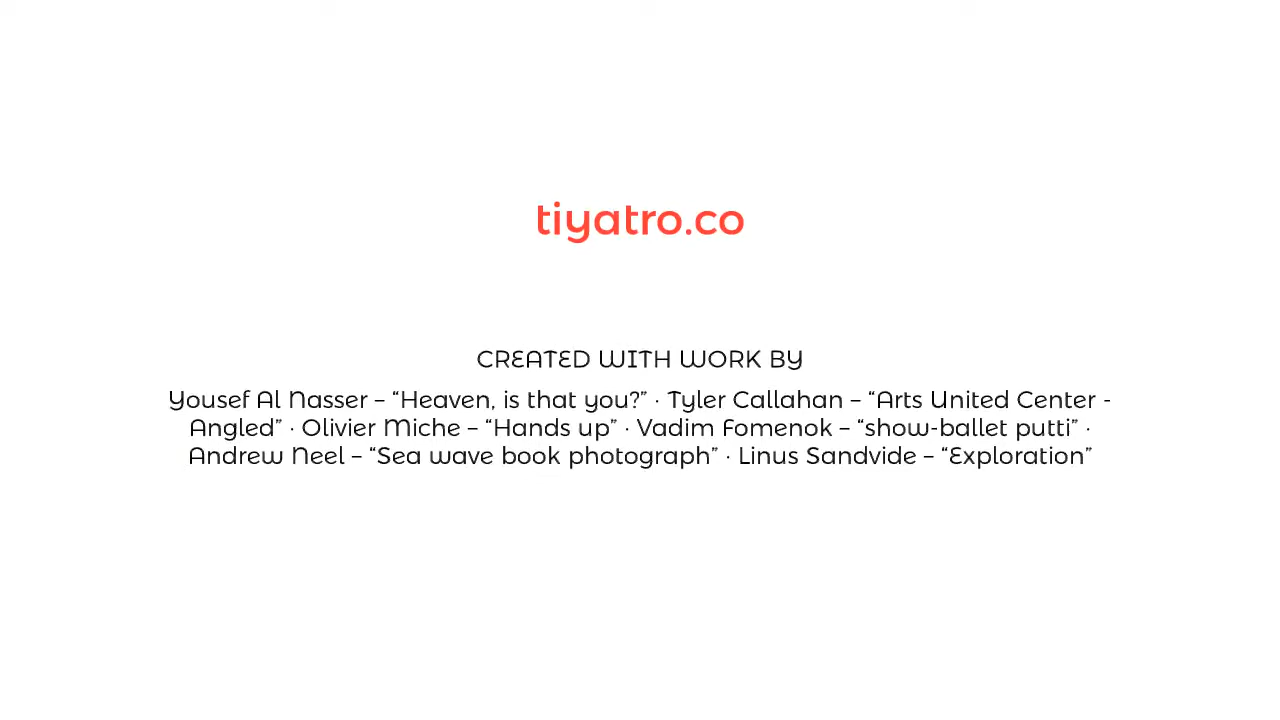 tiyatro.co
CREATED WITH WORK BY
Yousef Al Nasser – “Heaven, is that you?” · Tyler Callahan – “Arts United Center -
Angled” · Olivier Miche – “Hands up” · Vadim Fomenok – “show-ballet putti” ·
Andrew Neel – “Sea wave book photograph” · Linus Sandvide – “Exploration”